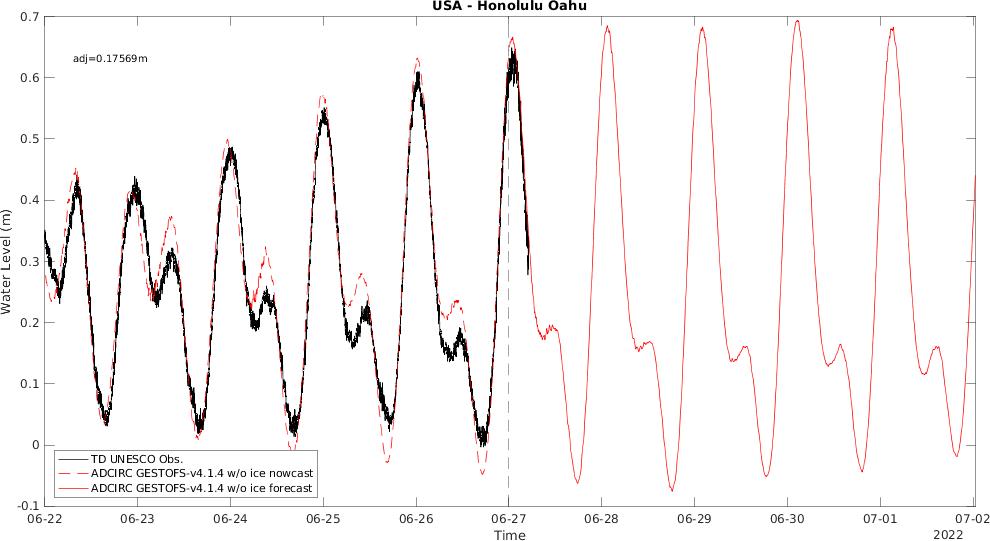 USA - Honolulu Oahu
adj=0.17569m
0.7
0.6
0.5
0.4
0.3
0.2
0.1
0
-0.1
Water Level (m)
TD UNESCO Obs.
ADCIRC GESTOFS-v4.1.4 w/o ice nowcast
ADCIRC GESTOFS-v4.1.4 w/o ice forecast
06-22 06-23 06-24 06-25 06-26 06-27 06-28 06-29 06-30 07-01 07-02
Time
2022